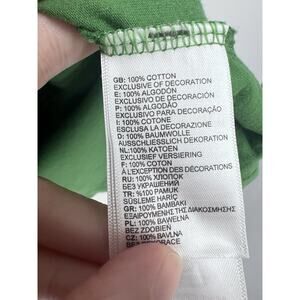 GB: 100% COTTON
EXCLUSIVE OF DECORATION
E: 100% ALGODÓN
EXCLUSIVO DE DECORACIÓN
P: 100% ALGODÃO
EXCLUSIVO PARA DECORAÇÃO
I: 100% COTONE
ESCLUSA LA DECORAZIONE
D: 100% BAUMWOLLE
AUSSCHLIESSLICH DEKORATION
NL: 100% KATOEN
EXCLUSIEF VERSIERING
F: 100% COTON
À L'EXCEPTION DES DÉCORATIONS
RU: 100% ХЛОПОК
БЕЗ УКРАШЕНИЙ
TR: %100 PAMUK
SÜSLEME HARİÇ
GR: 100% ΒΑΜΒΑΚΙ
ΕΞΑΙΡΟΥΜΕΝΗΣ ΤΗΣ ΔΙΑΚΟΣΜΗΣΗΣ
PL: 100% BAWEŁNA
BEZ ZDOBIEŃ
CZ: 100% BAVLNA
BEZ DEKORACE